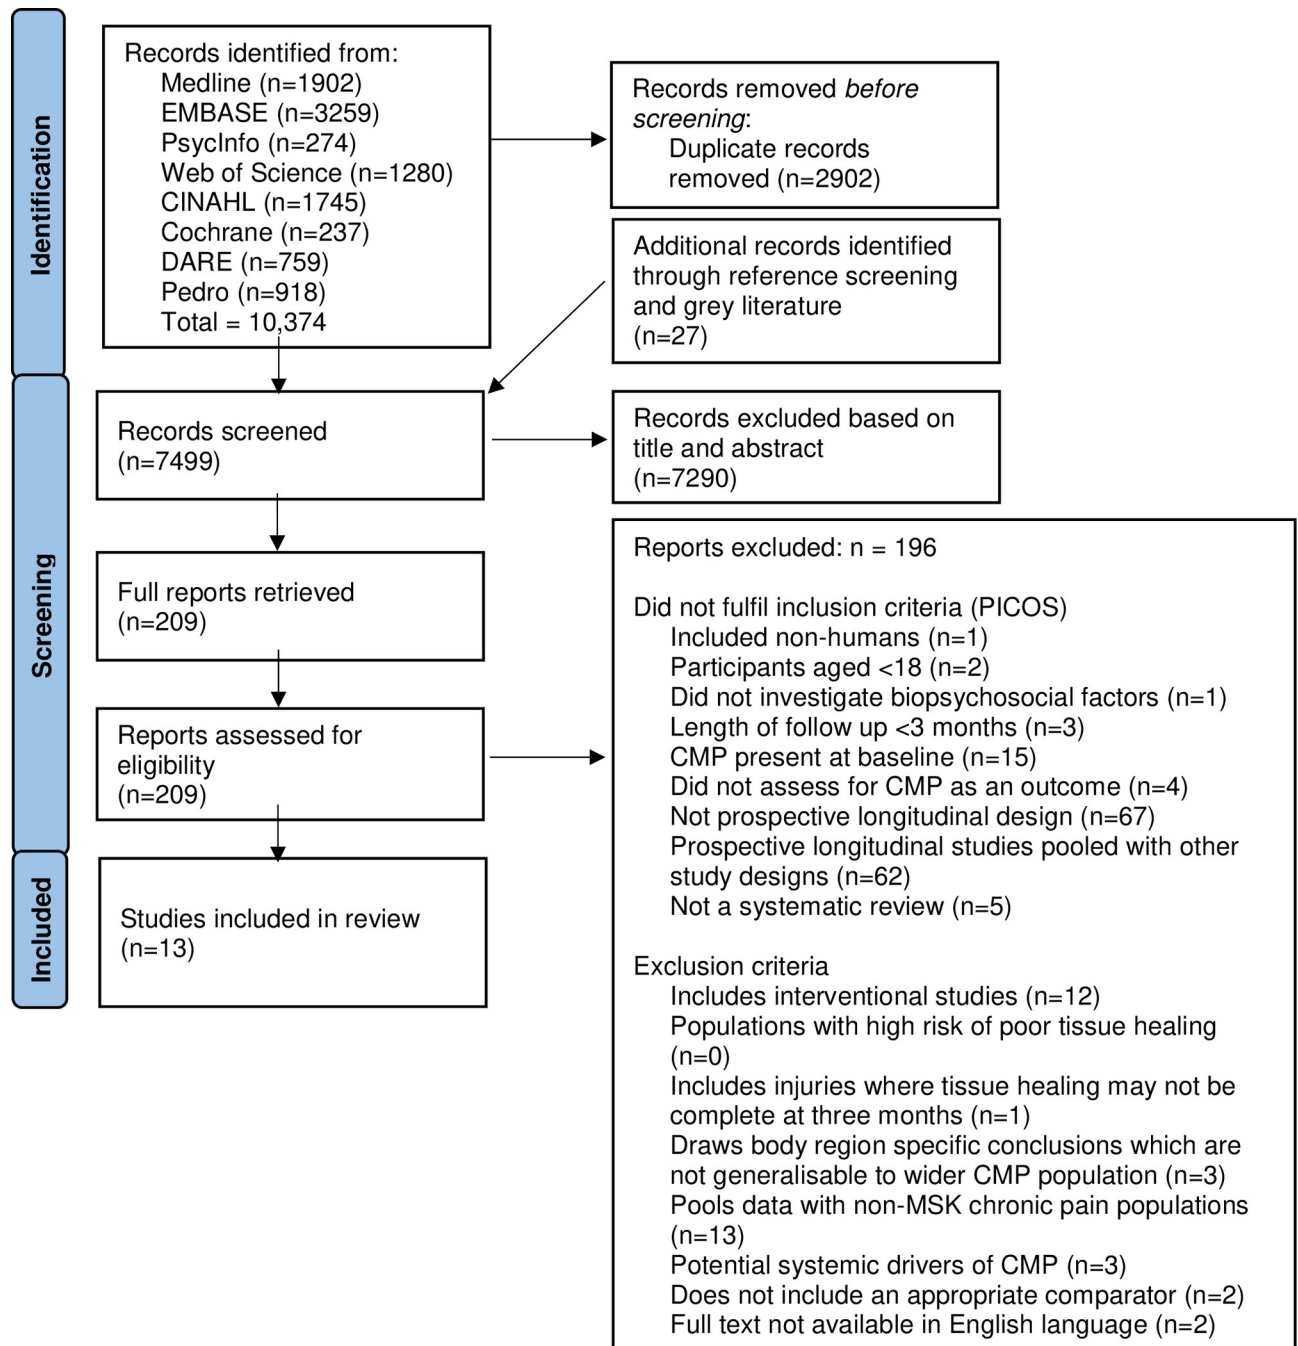 Identification
Records identified from:
Medline (n=1902)
EMBASE (n=3259)
PsycInfo (n=274)
Web of Science (n=1280)
CINAHL (n=1745)
Cochrane (n=237)
DARE (n=759)
Pedro (n=918)
Total = 10,374
Records removed before
screening:
Duplicate records
removed (n=2902)
Additional records identified
through reference screening
and grey literature
(n=27)
Screening
Records screened
(n=7499)
Records excluded based on
title and abstract
(n=7290)
Full reports retrieved
(n=209)
Reports assessed for
eligibility
(n=209)
Reports excluded: n = 196
Did not fulfil inclusion criteria (PICOS)
Included non-humans (n=1)
Participants aged <18 (n=2)
Did not investigate biopsychosocial factors (n=1)
Length of follow up <3 months (n=3)
CMP present at baseline (n=15)
Did not assess for CMP as an outcome (n=4)
Not prospective longitudinal design (n=67)
Prospective longitudinal studies pooled with other
study designs (n=62)
Not a systematic review (n=5)
Exclusion criteria
Includes interventional studies (n=12)
Populations with high risk of poor tissue healing
(n=0)
Includes injuries where tissue healing may not be
complete at three months (n=1)
Draws body region specific conclusions which are
not generalisable to wider CMP population (n=3)
Pools data with non-MSK chronic pain populations
(n=13)
Potential systemic drivers of CMP (n=3)
Does not include an appropriate comparator (n=2)
Full text not available in English language (n=2)
Included
Studies included in review
(n=13)